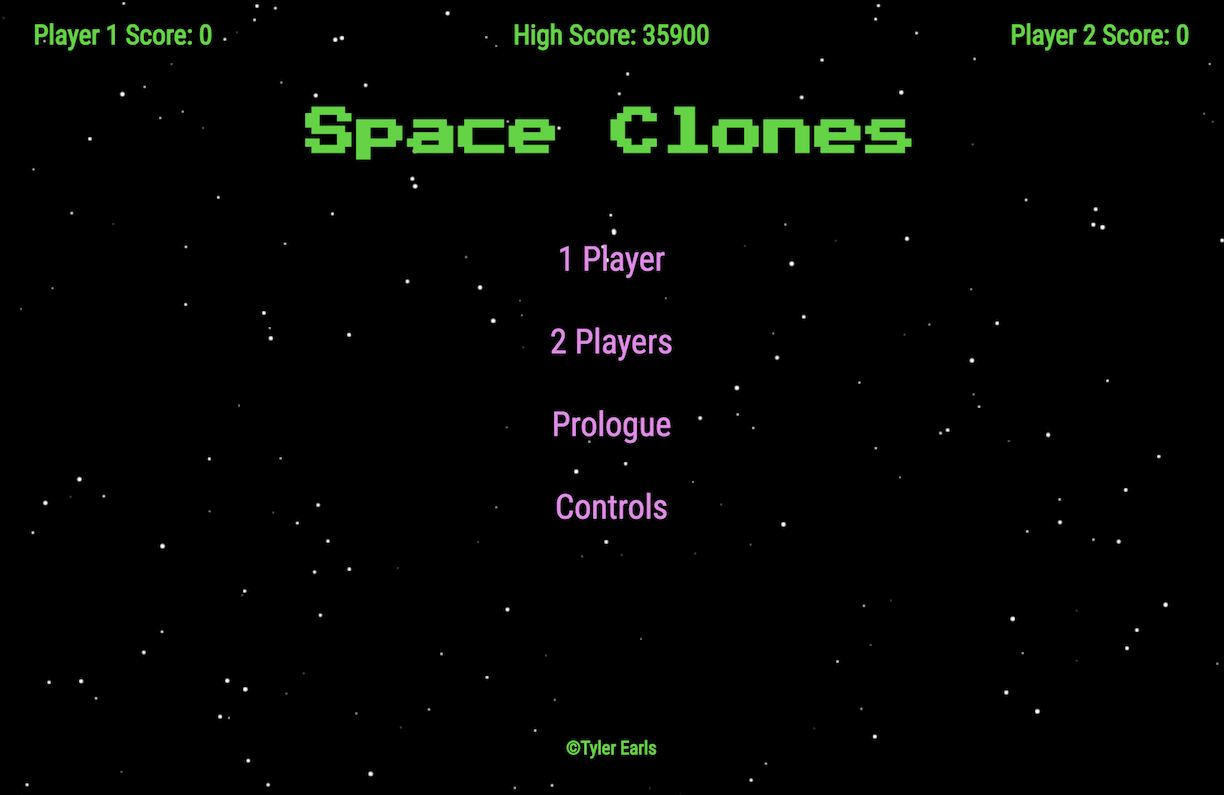 Player 1 Score: 0 High Score: 35900 Player 2 Score: 0
Space Clones
1 Player
2 Players
Prologue
Controls
©Tyler Earls